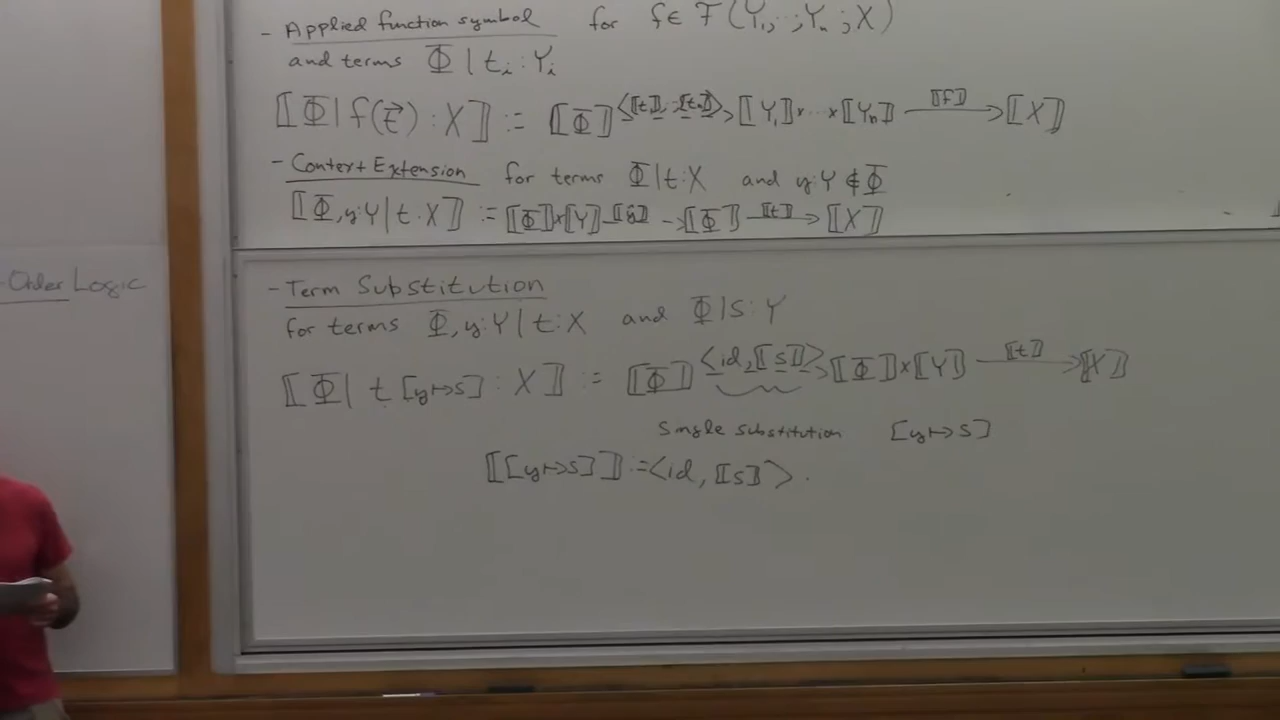 - Applied function symbol for f ∈ F(Y₁,...,Yₙ ; X)
and terms Φ | tᵢ : Yᵢ
⟦Φ | f(t⃗) : X⟧ := ⟦Φ⟧ —<⟦t₁⟧,...,⟦tₙ⟧>→ ⟦Y₁⟧×...×⟦Yₙ⟧ —⟦f⟧→ ⟦X⟧
- Context Extension for terms Φ | t : X and y : Y ∉ Φ
⟦Φ, y : Y | t : X⟧ := ⟦Φ⟧×⟦Y⟧ —⟦ŷ⟧→ ⟦Φ⟧ —⟦t⟧→ ⟦X⟧
-Order Logic
- Term Substitution
for terms Φ, y : Y | t : X and Φ | s : Y
⟦Φ | t [y↦s] : X⟧ := ⟦Φ⟧ —<id, ⟦s⟧>→ ⟦Φ⟧×⟦Y⟧ —⟦t⟧→ ⟦X⟧
Single substitution [y↦s]
⟦[y↦s]⟧ := <id, ⟦s⟧>.